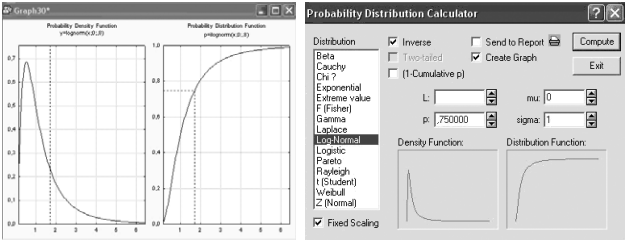 Graph30*
Probability Density Function
y=lognorm(x;0;,8)
Probability Distribution Function
p=ilognorm(x;0;,8)
0,7
0,6
0,5
0,4
0,3
0,2
0,1
0,0
1 2 3 4 5 6
1,0
0,8
0,6
0,4
0,2
0,0
1 2 3 4 5 6
Probability Distribution Calculator
Distribution
Beta
Cauchy
Chi ?
Exponential
Extreme value
F (Fisher)
Gamma
Laplace
Log-Normal
Logistic
Pareto
Rayleigh
t (Student)
Weibull
Z (Normal)
Fixed Scaling
Inverse
Two-tailed
(1-Cumulative p)
Send to Report
Create Graph
Compute
Exit
L:
mu: 0
p: ,750000
sigma: 1
Density Function:
Distribution Function: